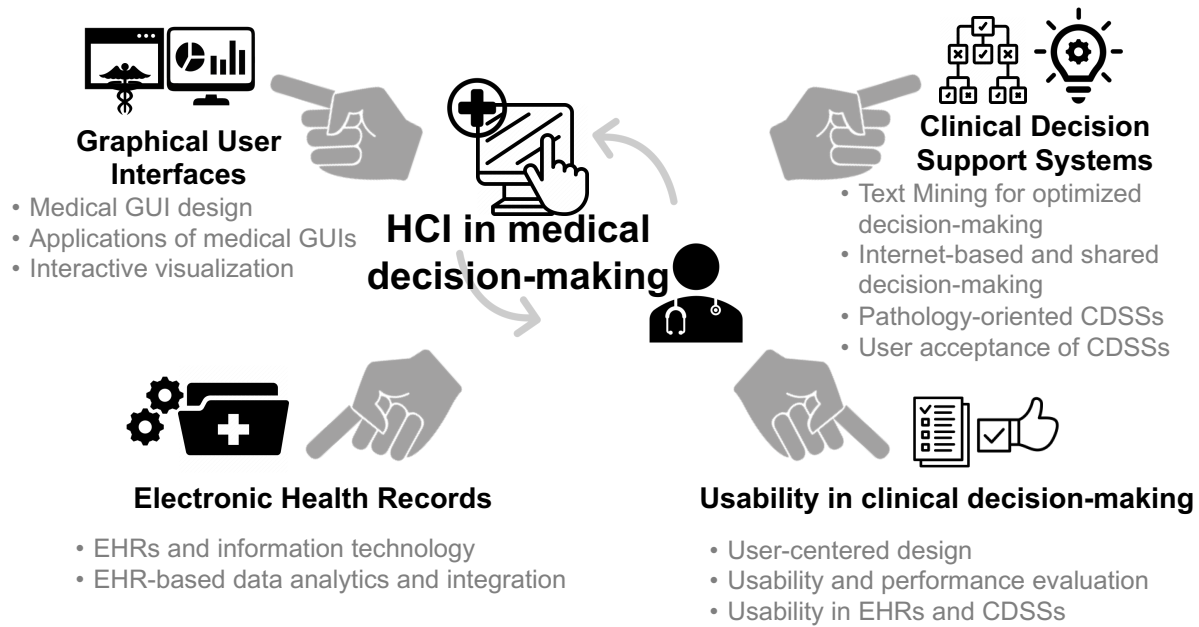 Graphical User
Interfaces
• Medical GUI design
• Applications of medical GUIs
• Interactive visualization
HCI in medical
decision-making
Clinical Decision
Support Systems
• Text Mining for optimized
decision-making
• Internet-based and shared
decision-making
• Pathology-oriented CDSSs
• User acceptance of CDSSs
Electronic Health Records
• EHRs and information technology
• EHR-based data analytics and integration
Usability in clinical decision-making
• User-centered design
• Usability and performance evaluation
• Usability in EHRs and CDSSs